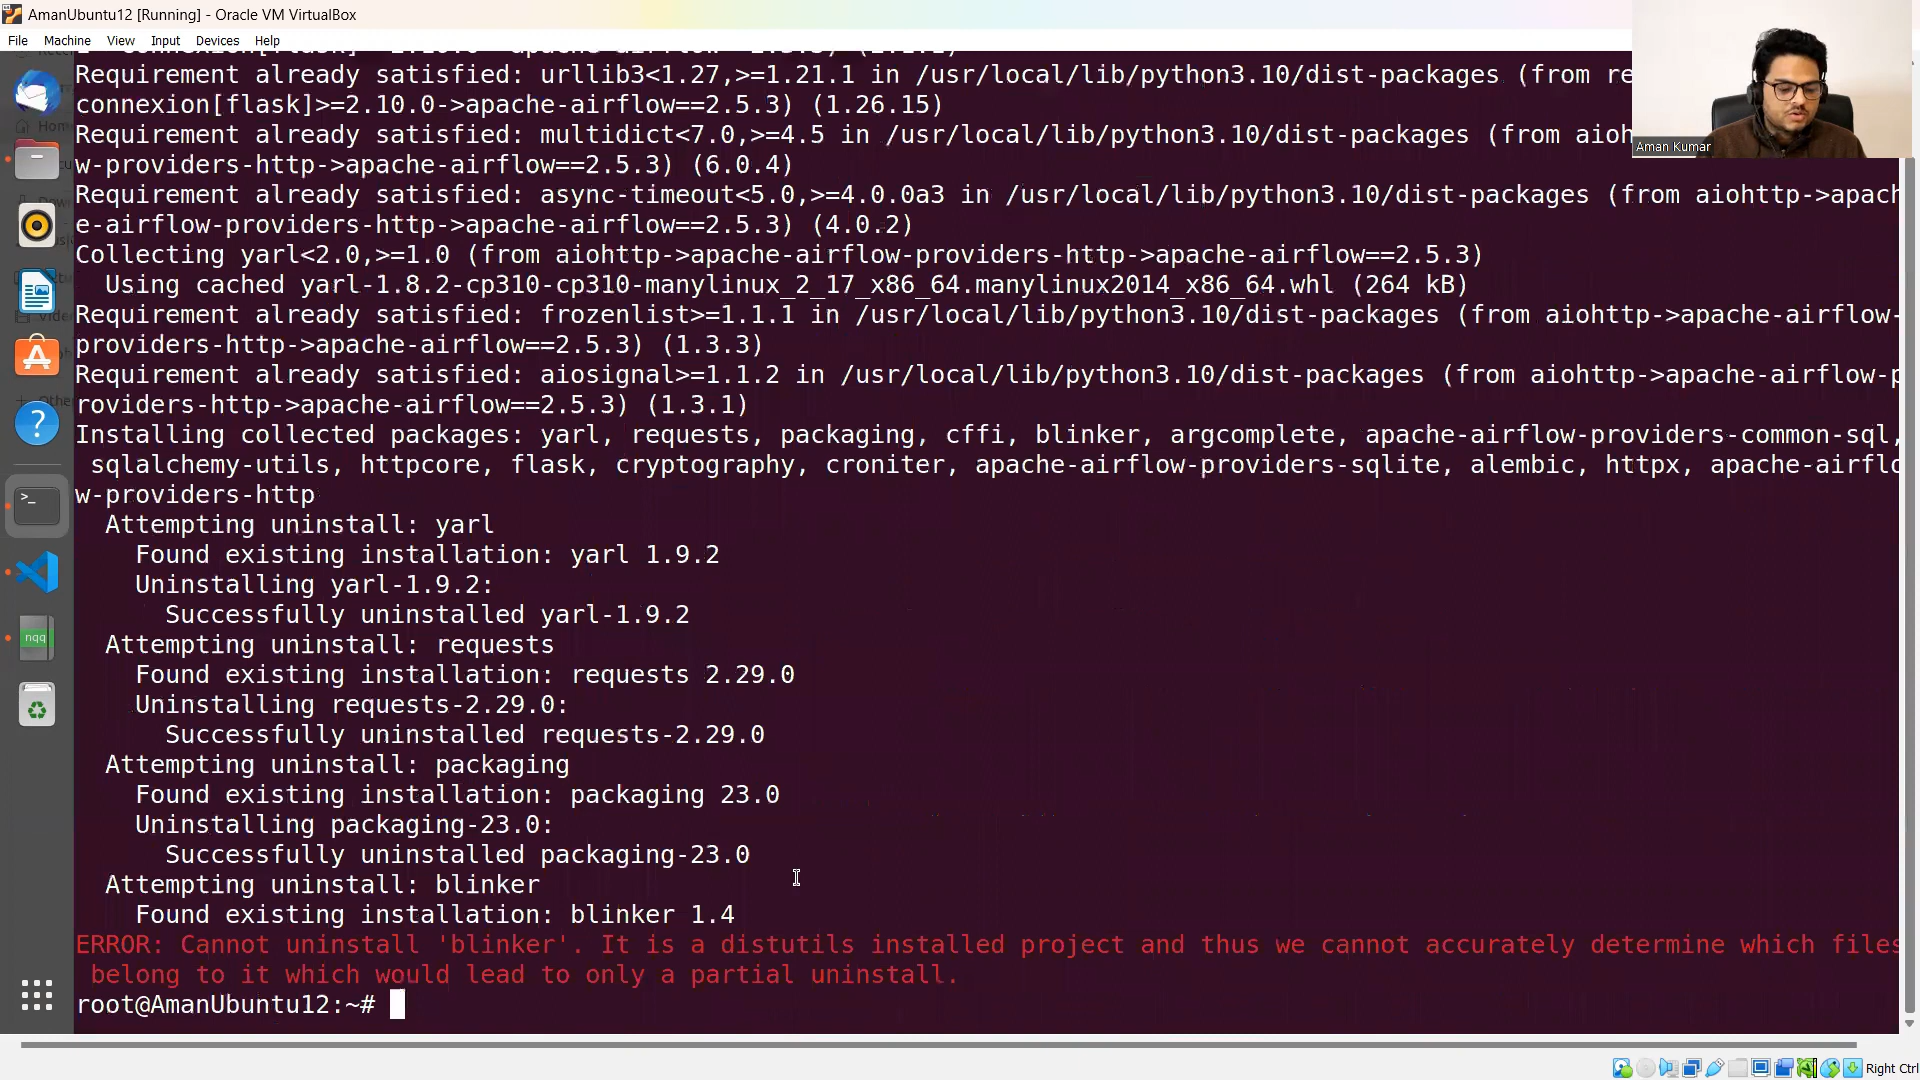 AmanUbuntu12 [Running] - Oracle VM VirtualBox
File Machine View Input Devices Help
Requirement already satisfied: urllib3<1.27,>=1.21.1 in /usr/local/lib/python3.10/dist-packages (from re
connexion[flask]>=2.10.0->apache-airflow==2.5.3) (1.26.15)
Requirement already satisfied: multidict<7.0,>=4.5 in /usr/local/lib/python3.10/dist-packages (from aioh
w-providers-http->apache-airflow==2.5.3) (6.0.4)
Aman Kumar
Requirement already satisfied: async-timeout<5.0,>=4.0.0a3 in /usr/local/lib/python3.10/dist-packages (from aiohttp->apach
e-airflow-providers-http->apache-airflow==2.5.3) (4.0.2)
Collecting yarl<2.0,>=1.0 (from aiohttp->apache-airflow-providers-http->apache-airflow==2.5.3)
Using cached yarl-1.8.2-cp310-cp310-manylinux_2_17_x86_64.manylinux2014_x86_64.whl (264 kB)
Requirement already satisfied: frozenlist>=1.1.1 in /usr/local/lib/python3.10/dist-packages (from aiohttp->apache-airflow-
providers-http->apache-airflow==2.5.3) (1.3.3)
Requirement already satisfied: aiosignal>=1.1.2 in /usr/local/lib/python3.10/dist-packages (from aiohttp->apache-airflow-p
roviders-http->apache-airflow==2.5.3) (1.3.1)
Installing collected packages: yarl, requests, packaging, cffi, blinker, argcomplete, apache-airflow-providers-common-sql,
sqlalchemy-utils, httpcore, flask, cryptography, croniter, apache-airflow-providers-sqlite, alembic, httpx, apache-airflo
w-providers-http
Attempting uninstall: yarl
Found existing installation: yarl 1.9.2
Uninstalling yarl-1.9.2:
Successfully uninstalled yarl-1.9.2
Attempting uninstall: requests
Found existing installation: requests 2.29.0
Uninstalling requests-2.29.0:
Successfully uninstalled requests-2.29.0
Attempting uninstall: packaging
Found existing installation: packaging 23.0
Uninstalling packaging-23.0:
Successfully uninstalled packaging-23.0
Attempting uninstall: blinker
Found existing installation: blinker 1.4
ERROR: Cannot uninstall 'blinker'. It is a distutils installed project and thus we cannot accurately determine which files
belong to it which would lead to only a partial uninstall.
root@AmanUbuntu12:~#
nqq
Right Ctrl